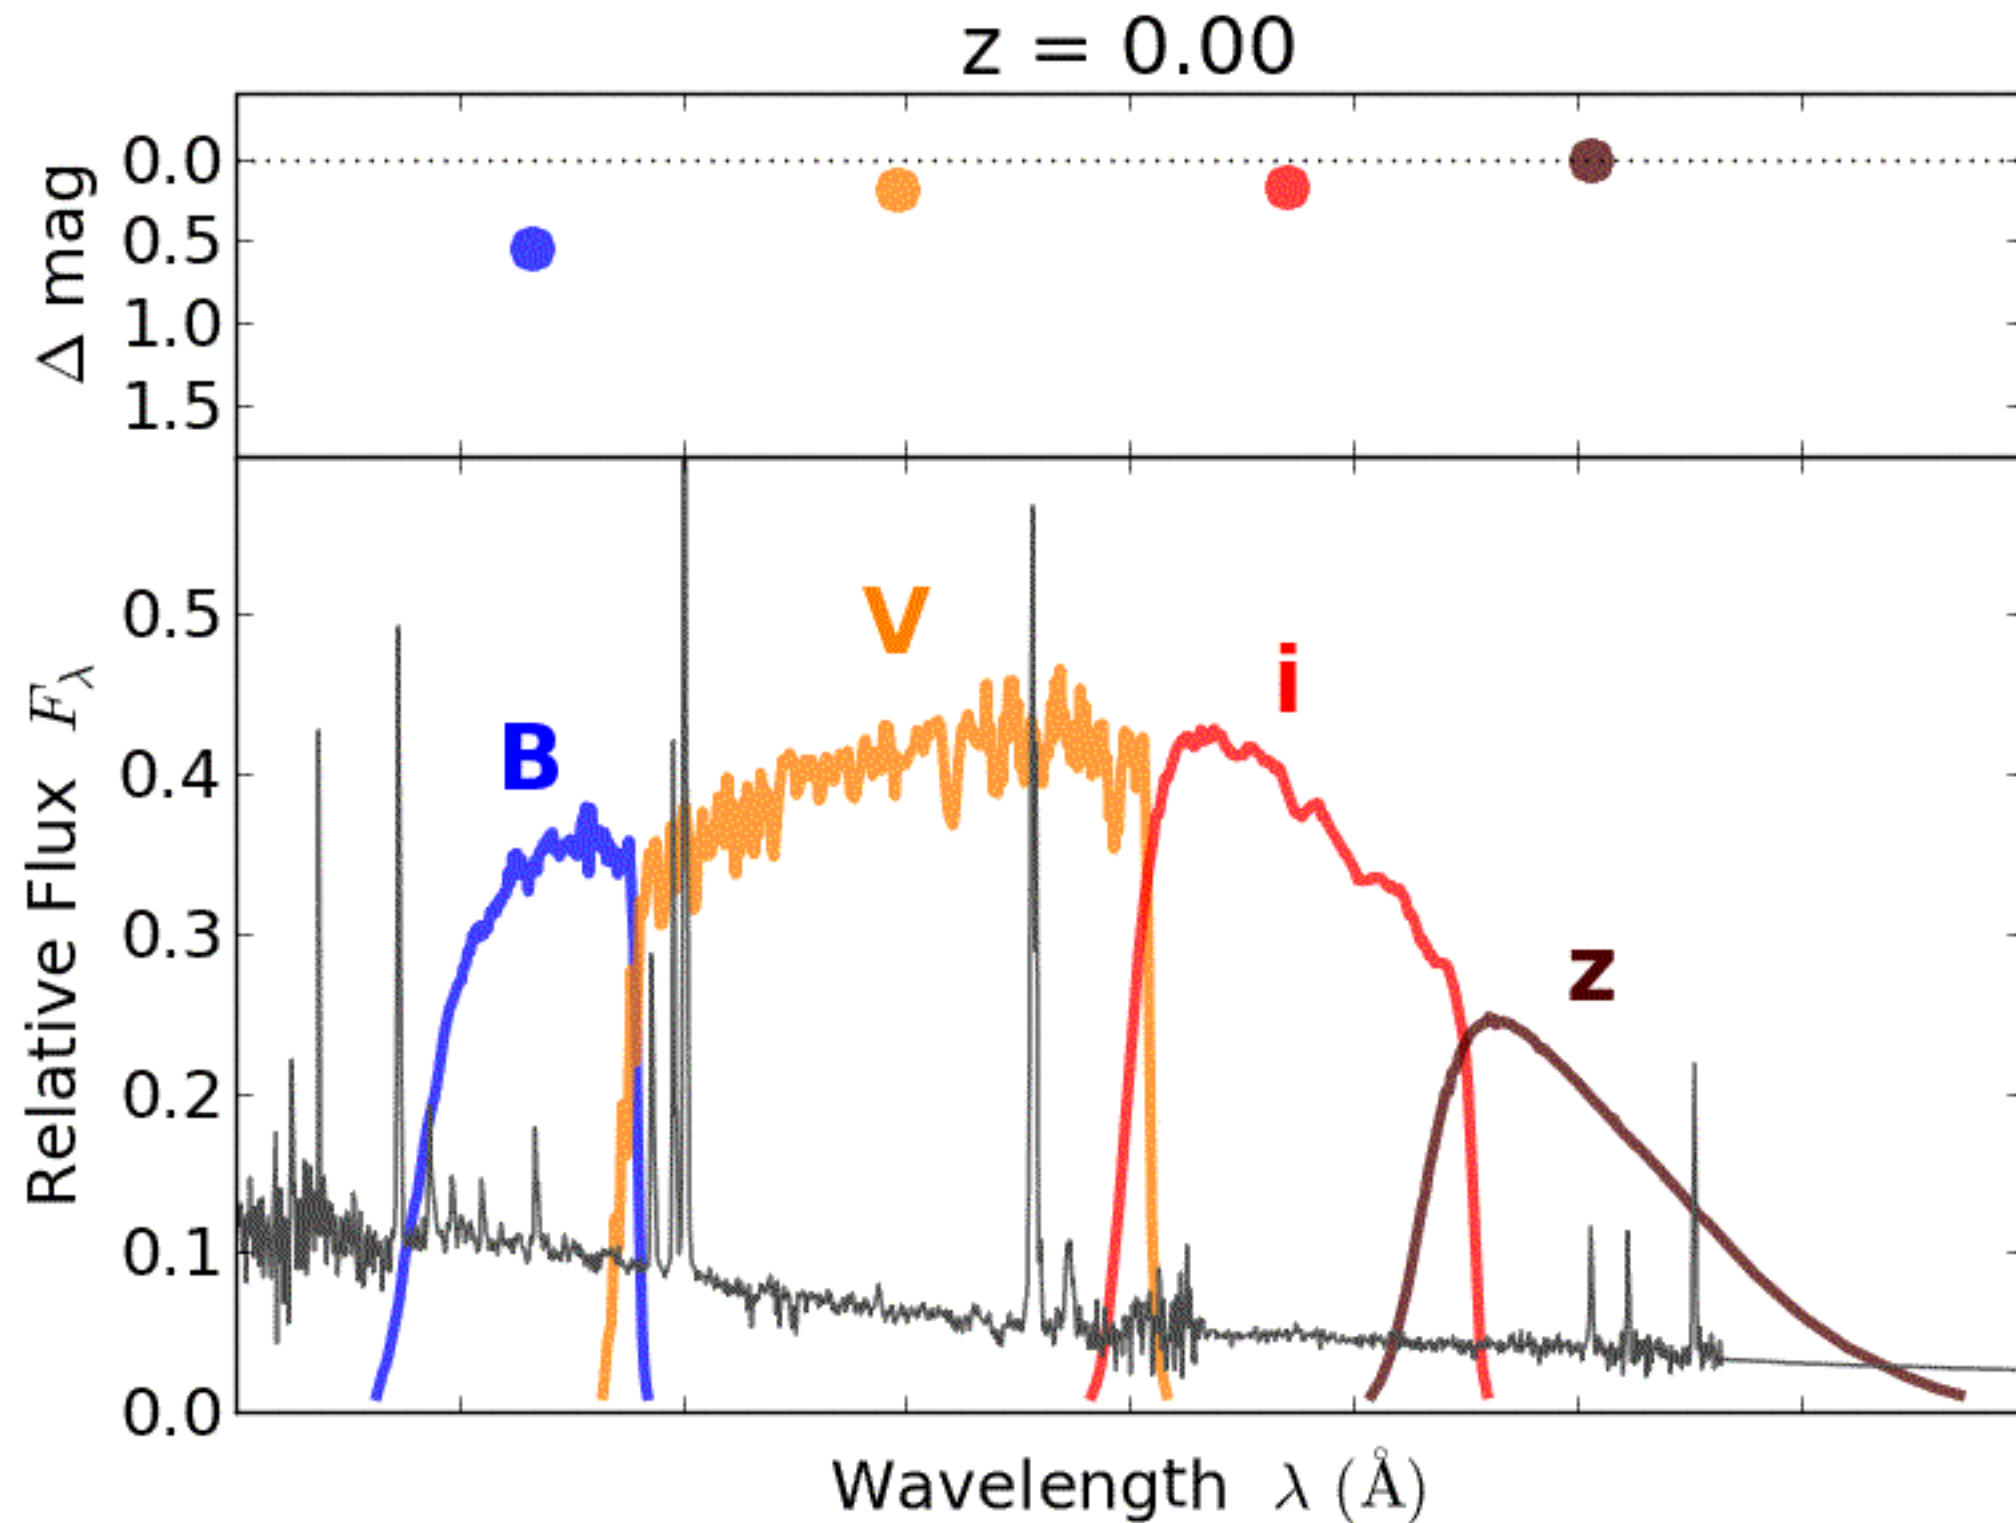 z = 0.00
Δ mag
0.0
0.5
1.0
1.5
Relative Flux F_λ
0.5
0.4
0.3
0.2
0.1
0.0
B
V
i
z
Wavelength λ (Å)